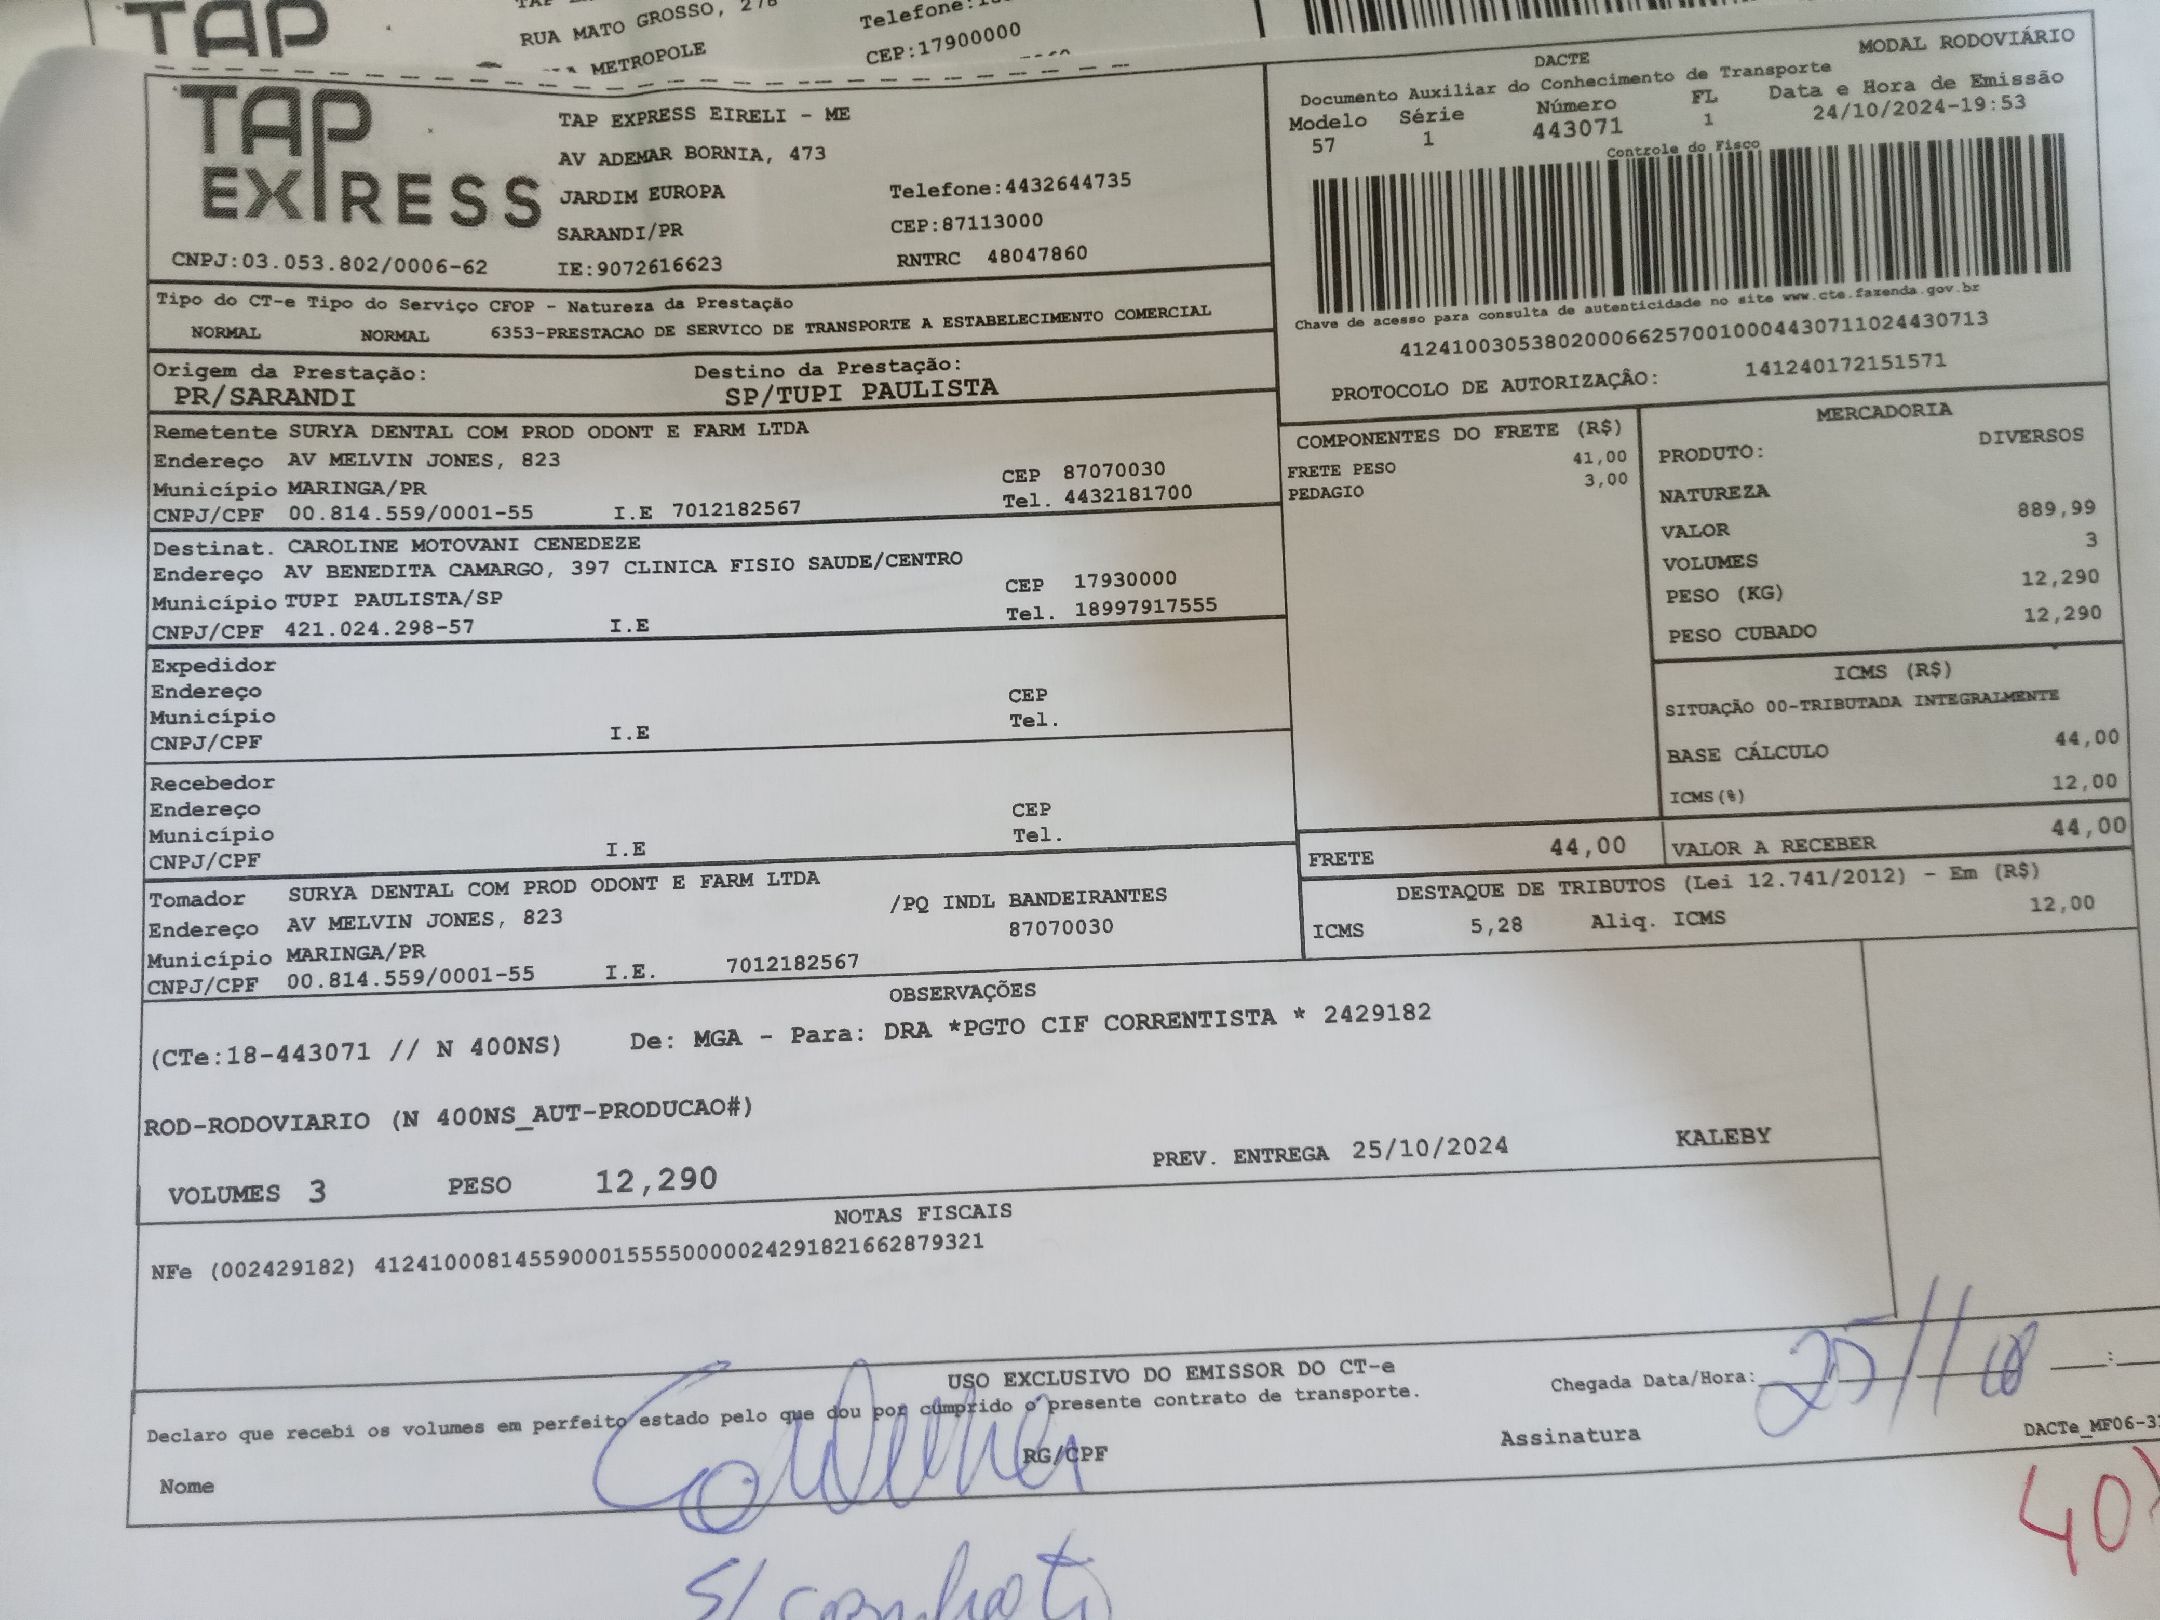 TAP
RUA MATO GROSSO, 278
METROPOLE
CEP:17900000
TAP EXPRESS
TAP EXPRESS EIRELI - ME
AV ADEMAR BORNIA, 473
JARDIM EUROPA Telefone:4432644735
SARANDI/PR CEP:87113000
CNPJ:03.053.802/0006-62 IE:9072616623 RNTRC 48047860
DACTE MODAL RODOVIÁRIO
Documento Auxiliar do Conhecimento de Transporte
Modelo Série Número FL Data e Hora de Emissão
57 1 443071 1 24/10/2024-19:53
Controle do Fisco
Chave de acesso para consulta de autenticidade no site www.cte.fazenda.gov.br
41241003053802000662570010004430711024430713
PROTOCOLO DE AUTORIZAÇÂO: 141240172151571
Tipo do CT-e Tipo do Serviço CFOP - Natureza da Prestação
NORMAL NORMAL 6353-PRESTACAO DE SERVICO DE TRANSPORTE A ESTABELECIMENTO COMERCIAL
Origem da Prestação: Destino da Prestação:
PR/SARANDI SP/TUPI PAULISTA
Remetente SURYA DENTAL COM PROD ODONT E FARM LTDA
Endereço AV MELVIN JONES, 823 CEP 87070030
Município MARINGA/PR Tel. 4432181700
CNPJ/CPF 00.814.559/0001-55 I.E 7012182567
Destinat. CAROLINE MOTOVANI CENEDEZE
Endereço AV BENEDITA CAMARGO, 397 CLINICA FISIO SAUDE/CENTRO CEP 17930000
Município TUPI PAULISTA/SP Tel. 18997917555
CNPJ/CPF 421.024.298-57 I.E
Expedidor
Endereço CEP
Município Tel.
CNPJ/CPF I.E
Recebedor
Endereço CEP
Município Tel.
CNPJ/CPF I.E
Tomador SURYA DENTAL COM PROD ODONT E FARM LTDA
Endereço AV MELVIN JONES, 823 /PQ INDL BANDEIRANTES
Município MARINGA/PR 87070030
CNPJ/CPF 00.814.559/0001-55 I.E. 7012182567
COMPONENTES DO FRETE (R$)
FRETE PESO 41,00
PEDAGIO 3,00
MERCADORIA
PRODUTO: DIVERSOS
NATUREZA
VALOR 889,99
VOLUMES 3
PESO (KG) 12,290
PESO CUBADO 12,290
ICMS (R$)
SITUAÇÃO 00-TRIBUTADA INTEGRALMENTE
BASE CÁLCULO 44,00
ICMS(%) 12,00
FRETE 44,00 VALOR A RECEBER 44,00
DESTAQUE DE TRIBUTOS (Lei 12.741/2012) - Em (R$)
ICMS 5,28 Aliq. ICMS 12,00
OBSERVAÇÕES
(CTe:18-443071 // N 400NS) De: MGA - Para: DRA *PGTO CIF CORRENTISTA * 2429182
ROD-RODOVIARIO (N 400NS_AUT-PRODUCAO#)
VOLUMES 3 PESO 12,290 PREV. ENTREGA 25/10/2024 KALEBY
NOTAS FISCAIS
NFe (002429182) 41241000814559000155550000024291821662879321
USO EXCLUSIVO DO EMISSOR DO CT-e
Declaro que recebi os volumes em perfeito estado pelo que dou por cumprido o presente contrato de transporte.
Chegada Data/Hora: 25/10
Nome RG/CPF Assinatura
DACTe_MF06-3
40